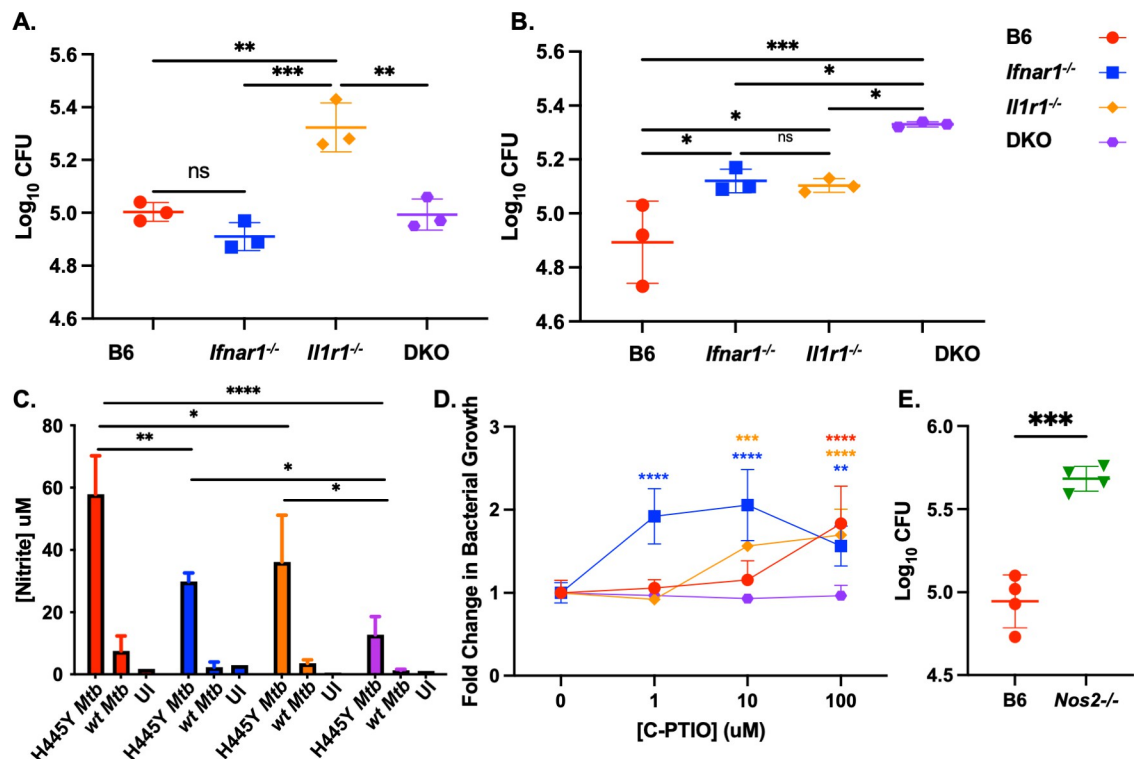 A.
5.6
5.4
5.2
5.0
4.8
4.6
Log10 CFU
**
*** **
ns
B6 Ifnar1-/- Il1r1-/- DKO
B.
5.6
5.4
5.2
5.0
4.8
4.6
Log10 CFU
***
*
*
*
* ns
B6 Ifnar1-/- Il1r1-/- DKO
B6
Ifnar1-/-
Il1r1-/-
DKO
C.
80
60
40
20
0
[Nitrite] uM
****
*
**
*
*
H445Y Mtb
wt Mtb
UI
H445Y Mtb
wt Mtb
UI
H445Y Mtb
wt Mtb
UI
H445Y Mtb
wt Mtb
UI
D.
3
2
1
0
Fold Change in Bacterial Growth
*** ****
**** **** ****
**
0 1 10 100
[C-PTIO] (uM)
E.
6.0
5.5
5.0
4.5
Log10 CFU
***
B6 Nos2-/-